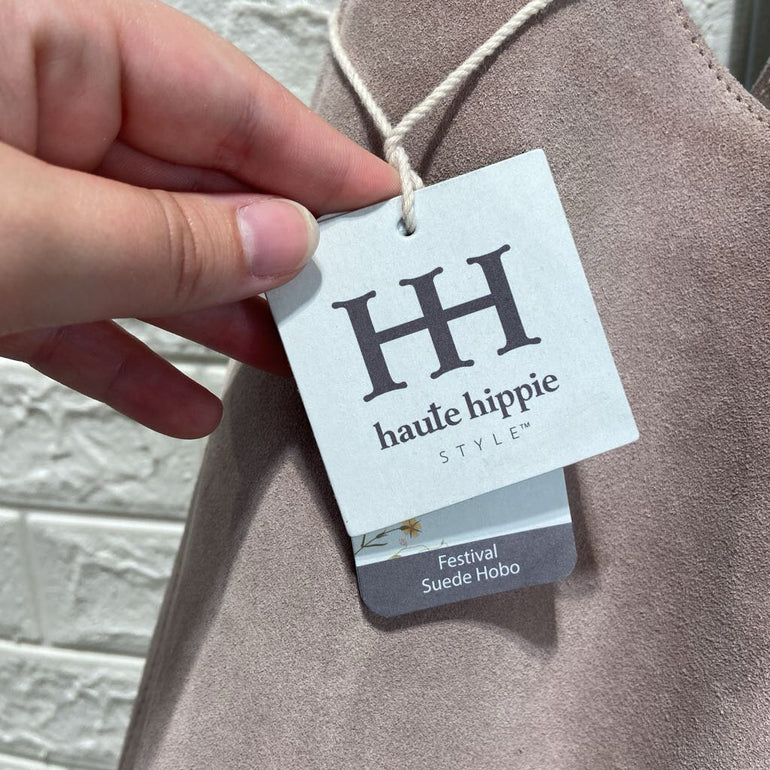 HH
haute hippie
STYLE™
Festival
Suede Hobo